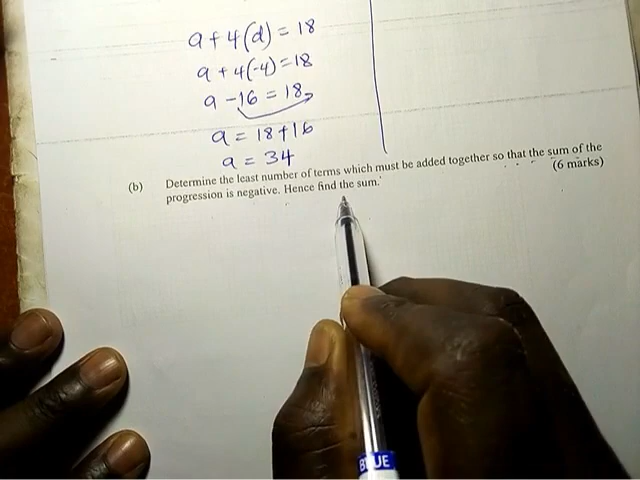 a + 4(d) = 18
a + 4(-4) = 18
a - 16 = 18
a = 18 + 16
a = 34
(b) Determine the least number of terms which must be added together so that the sum of the
progression is negative. Hence find the sum. (6 marks)
BLUE